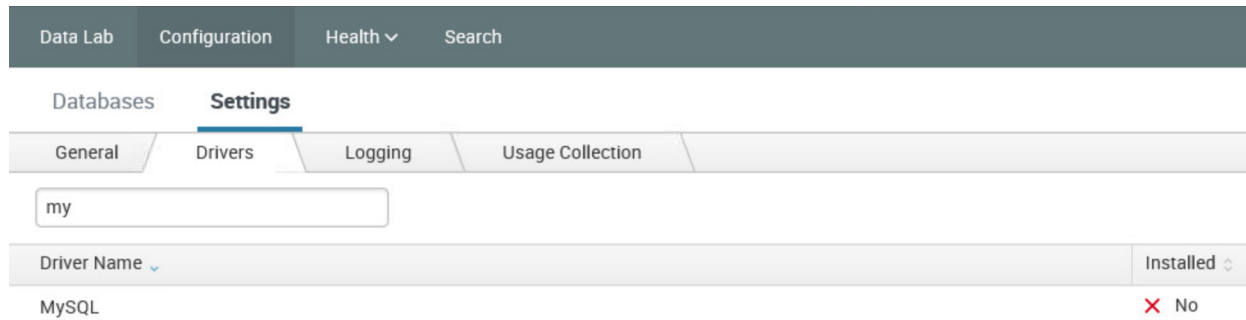 Data Lab Configuration Health Search
Databases Settings
General Drivers Logging Usage Collection
my
Driver Name Installed
MySQL No